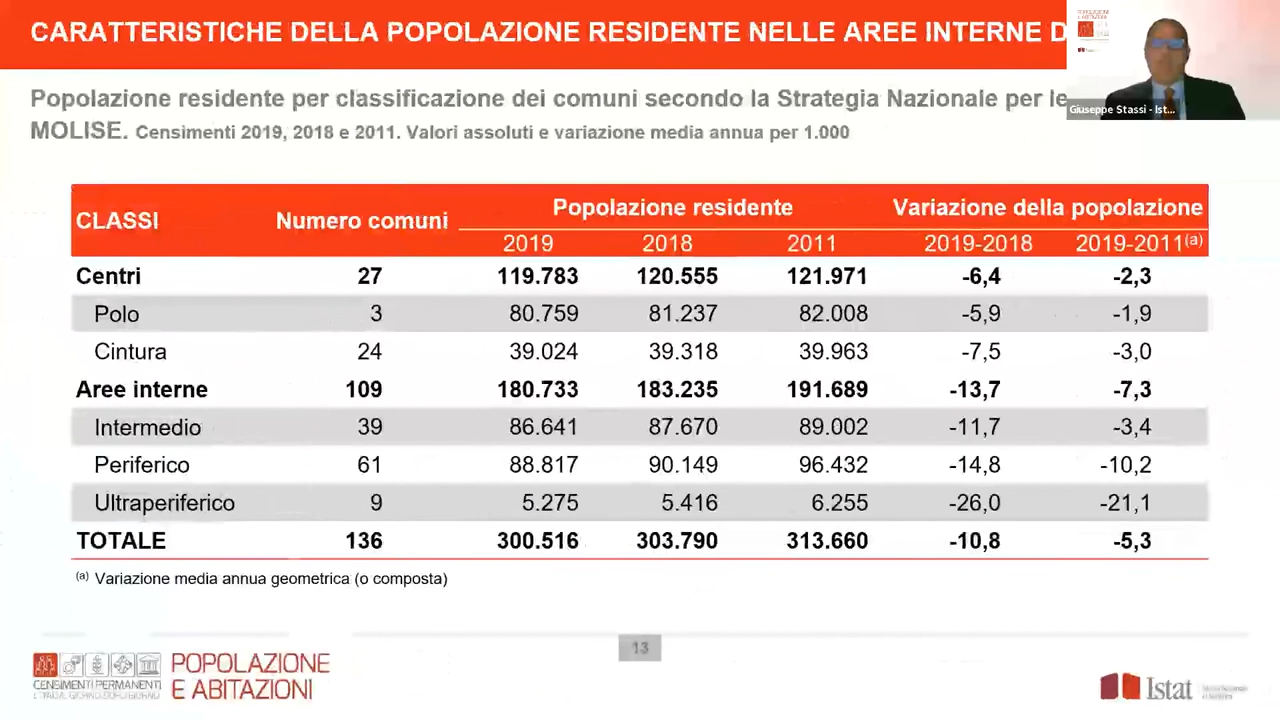 CARATTERISTICHE DELLA POPOLAZIONE RESIDENTE NELLE AREE INTERNE D
POPOLAZIONE
E ABITAZIONI
Giuseppe Stassi - Ist...
Popolazione residente per classificazione dei comuni secondo la Strategia Nazionale per le
MOLISE. Censimenti 2019, 2018 e 2011. Valori assoluti e variazione media annua per 1.000
CLASSI Numero comuni Popolazione residente Variazione della popolazione
2019 2018 2011 2019-2018 2019-2011(a)
Centri 27 119.783 120.555 121.971 -6,4 -2,3
Polo 3 80.759 81.237 82.008 -5,9 -1,9
Cintura 24 39.024 39.318 39.963 -7,5 -3,0
Aree interne 109 180.733 183.235 191.689 -13,7 -7,3
Intermedio 39 86.641 87.670 89.002 -11,7 -3,4
Periferico 61 88.817 90.149 96.432 -14,8 -10,2
Ultraperiferico 9 5.275 5.416 6.255 -26,0 -21,1
TOTALE 136 300.516 303.790 313.660 -10,8 -5,3
(a) Variazione media annua geometrica (o composta)
13
CENSIMENTI PERMANENTI
POPOLAZIONE
E ABITAZIONI
Istat